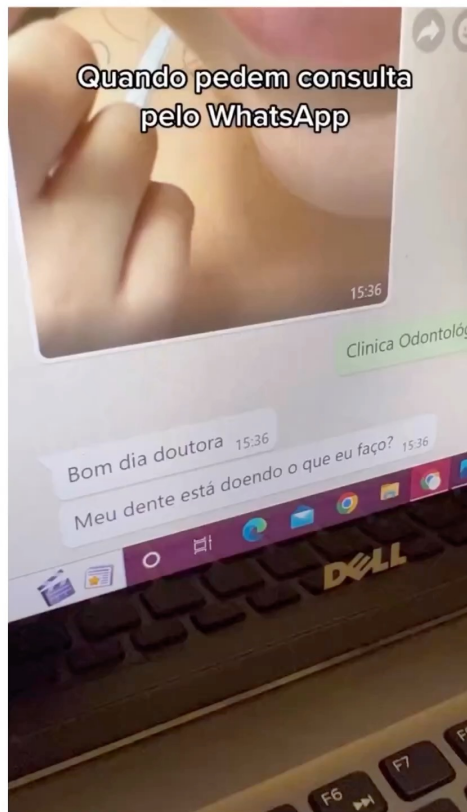 Quando pedem consulta
pelo WhatsApp
15:36
Clinica Odontológ
Bom dia doutora 15:36
Meu dente está doendo o que eu faço? 15:36
DELL
F6
F7